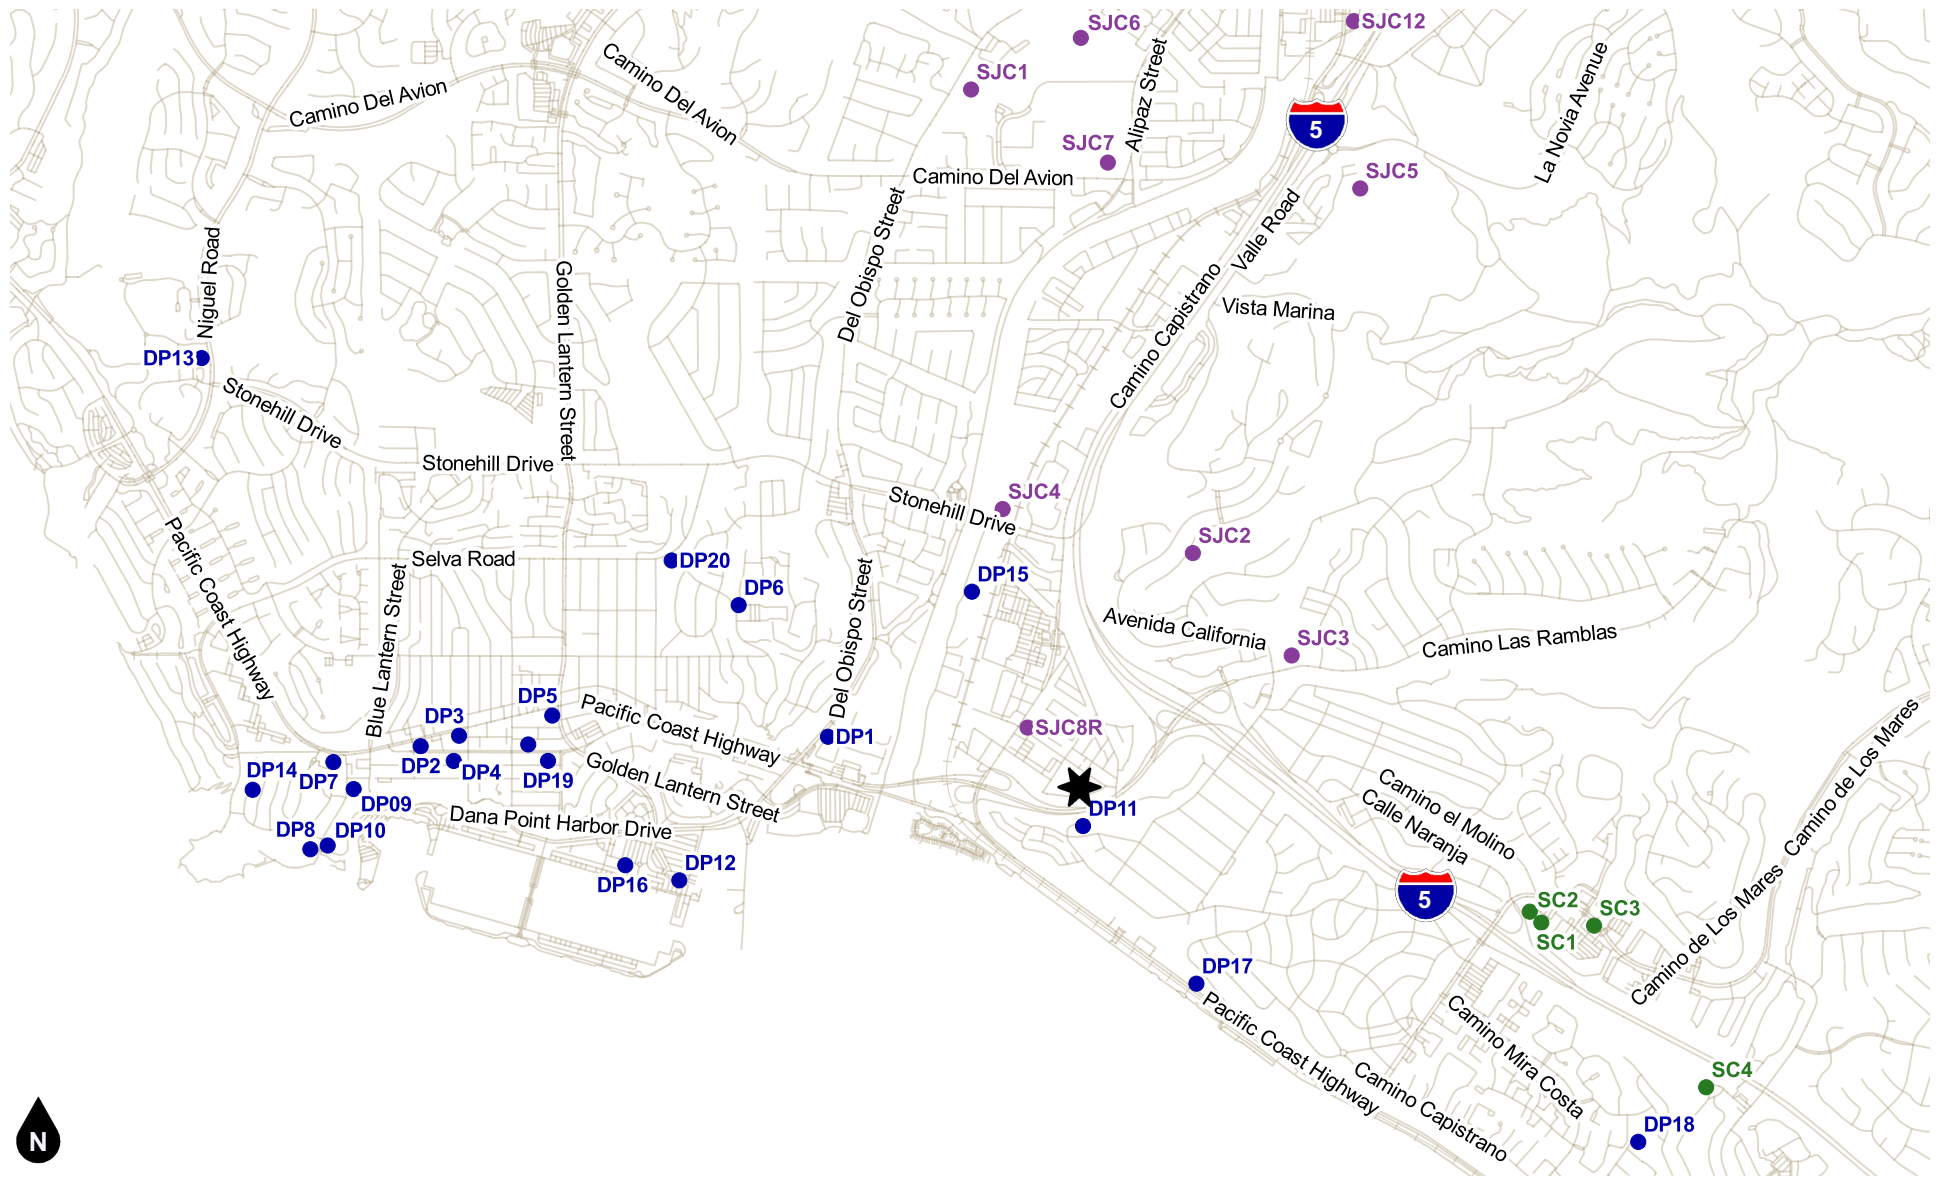 SJC6
SJC12
SJC1
Camino Del Avion
Camino Del Avion
Alipaz Street
La Novia Avenue
5
SJC7
SJC5
Camino Del Avion
Del Obispo Street
Valle Road
Niguel Road
Golden Lantern Street
Camino Capistrano
Vista Marina
DP13
Stonehill Drive
Stonehill Drive
Stonehill Drive
SJC4
SJC2
Pacific Coast Highway
Selva Road
DP20
DP6
DP15
Blue Lantern Street
Del Obispo Street
Avenida California
SJC3
Camino Las Ramblas
DP5
DP3
Pacific Coast Highway
DP1
SJC8R
DP2
DP4
DP19
Golden Lantern Street
DP14
DP7
DP09
Camino de Los Mares
Camino el Molino
Calle Naranja
DP11
Dana Point Harbor Drive
DP8
DP10
DP12
DP16
5
SC2
SC3
SC1
Camino de Los Mares
DP17
Pacific Coast Highway
Camino Mira Costa
Camino Capistrano
SC4
DP18
N